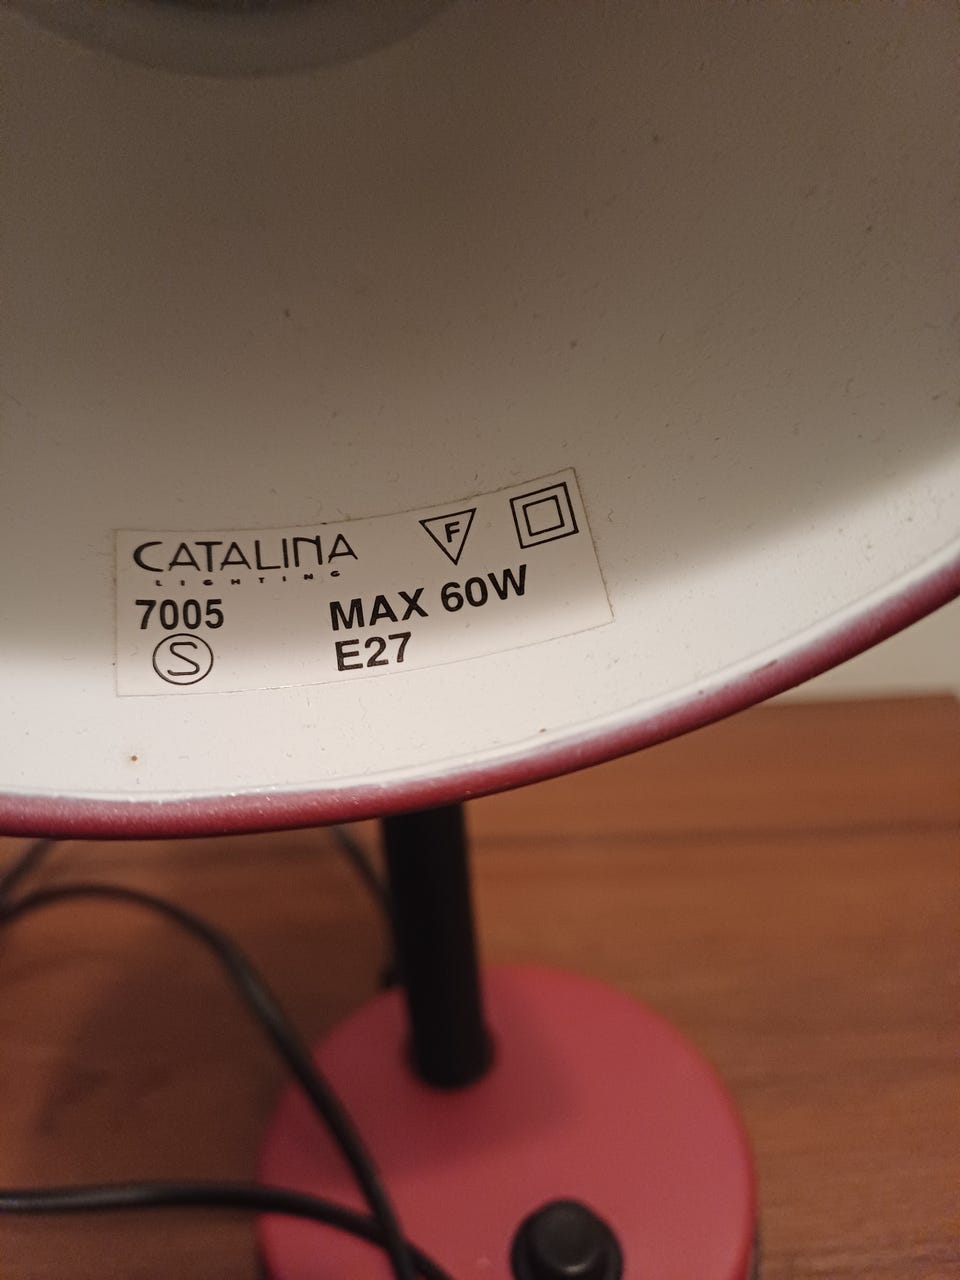 CATALINA
LIGHTING
F
7005
MAX 60W
S
E27